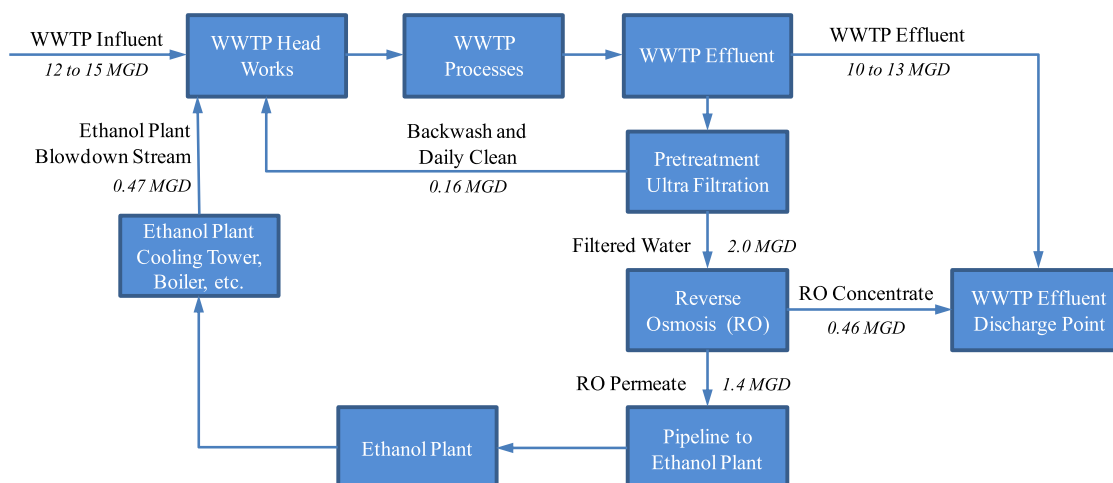 WWTP Influent
12 to 15 MGD
WWTP Head
Works
WWTP
Processes
WWTP Effluent
WWTP Effluent
10 to 13 MGD
Ethanol Plant
Blowdown Stream
0.47 MGD
Backwash and
Daily Clean
0.16 MGD
Pretreatment
Ultra Filtration
Ethanol Plant
Cooling Tower,
Boiler, etc.
Filtered Water
2.0 MGD
Reverse
Osmosis (RO)
RO Concentrate
0.46 MGD
WWTP Effluent
Discharge Point
RO Permeate
1.4 MGD
Ethanol Plant
Pipeline to
Ethanol Plant